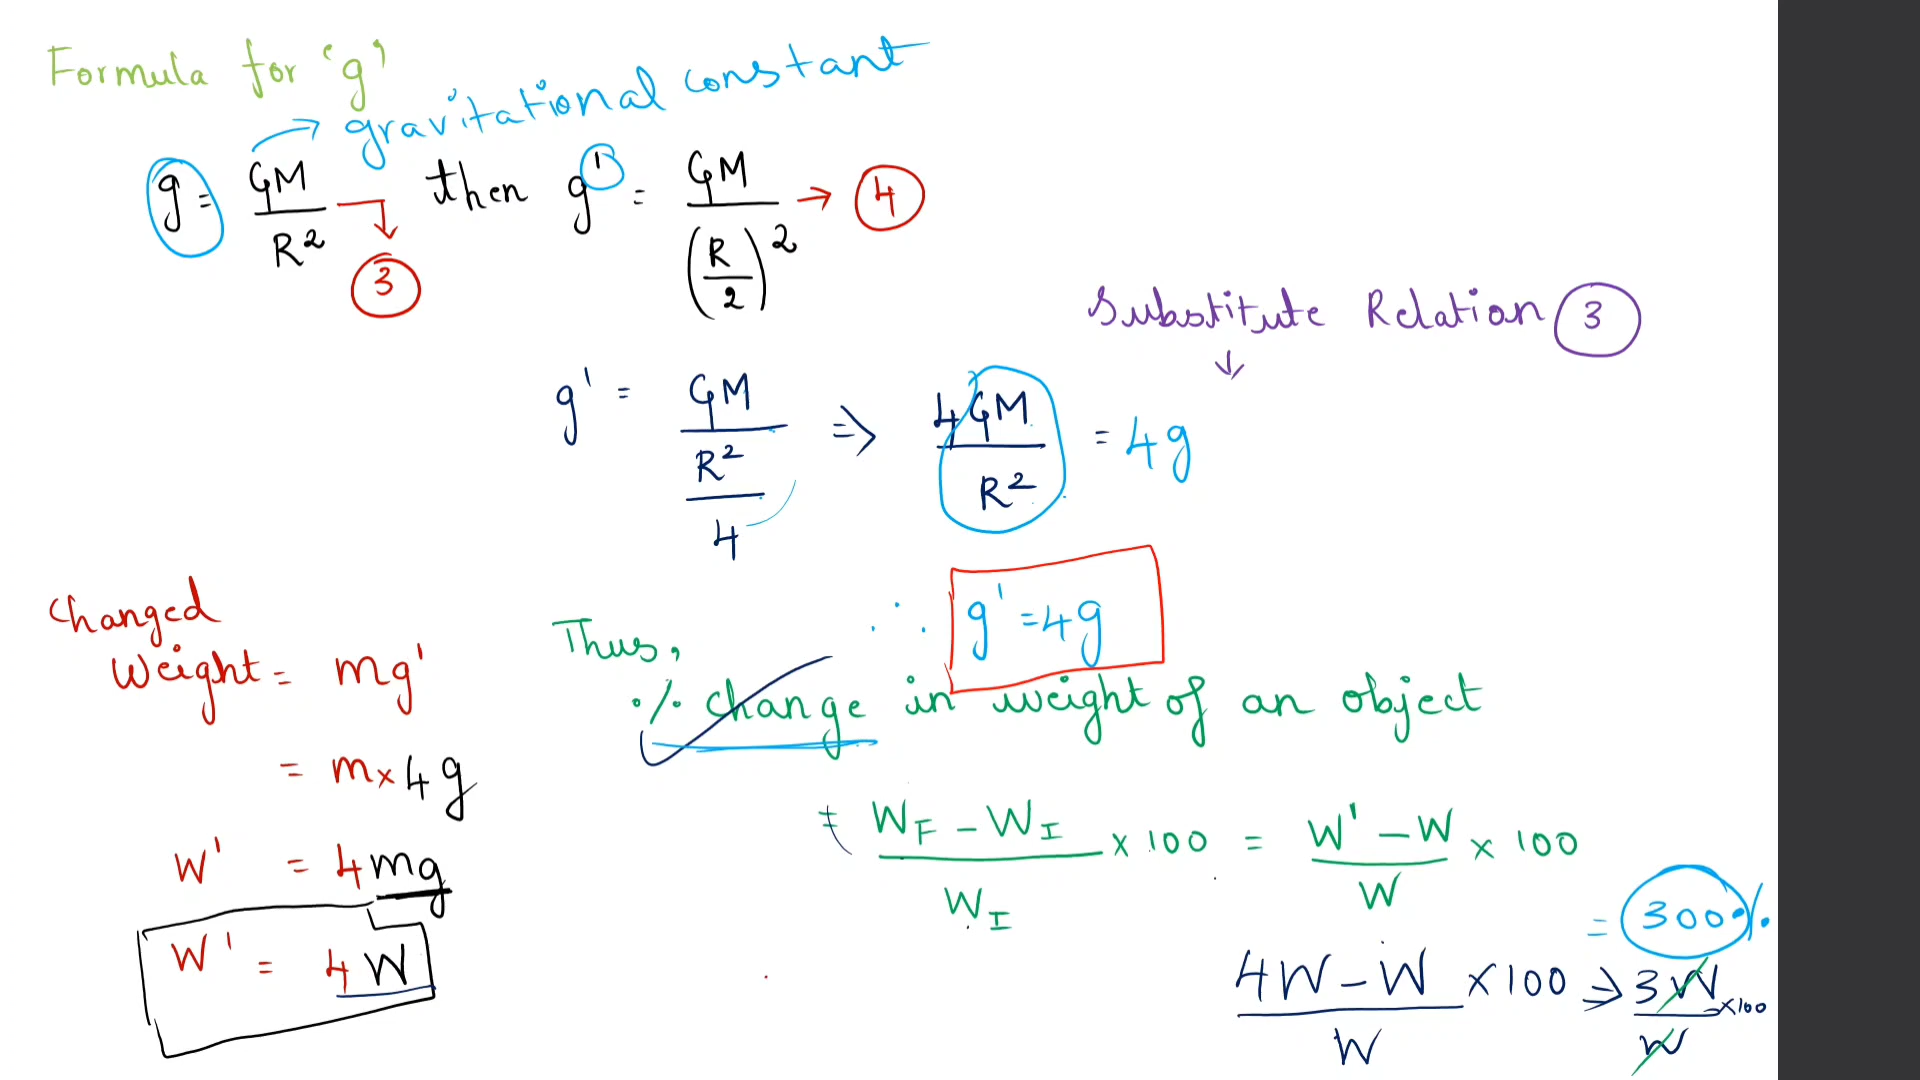 Formula for 'g'
gravitational constant
g = GM/R² → ③ then g' = GM/(R/2)² → ④
Substitute Relation ③
g' = GM/(R²/4) ⇒ 4GM/R² = 4g
∴ g' = 4g
Changed
Weight = mg'
= m×4g
W' = 4mg
W' = 4W
Thus,
% change in weight of an object
= (W_F - W_I)/W_I × 100 = (W' - W)/W × 100
(4W - W)/W × 100 ⇒ 3W/W ×100
= 300%